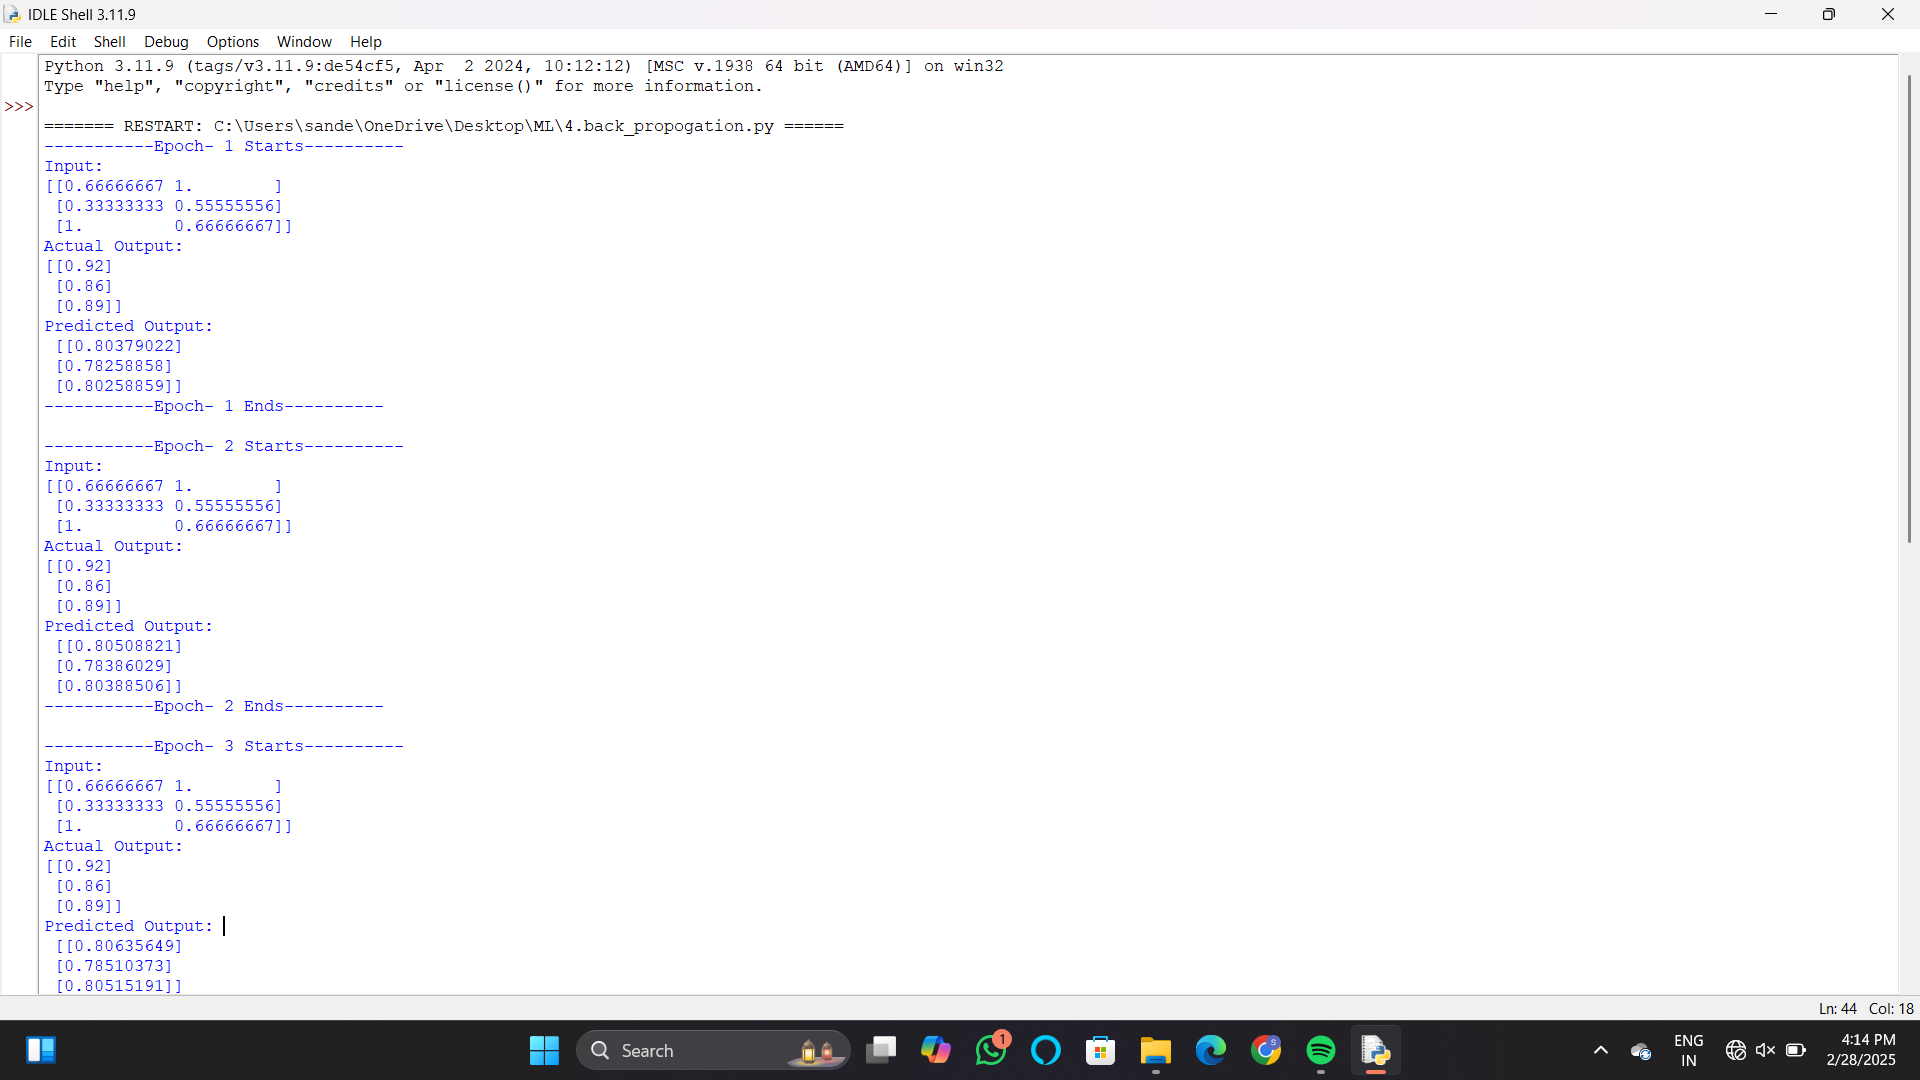 IDLE Shell 3.11.9
File Edit Shell Debug Options Window Help
Python 3.11.9 (tags/v3.11.9:de54cf5, Apr  2 2024, 10:12:12) [MSC v.1938 64 bit (AMD64)] on win32
Type "help", "copyright", "credits" or "license()" for more information.
>>>
======= RESTART: C:\Users\sande\OneDrive\Desktop\ML\4.back_propogation.py ======
-----------Epoch- 1 Starts----------
Input:
[[0.66666667 1.        ]
 [0.33333333 0.55555556]
 [1.         0.66666667]]
Actual Output:
[[0.92]
 [0.86]
 [0.89]]
Predicted Output:
 [[0.80379022]
 [0.78258858]
 [0.80258859]]
-----------Epoch- 1 Ends----------
-----------Epoch- 2 Starts----------
Input:
[[0.66666667 1.        ]
 [0.33333333 0.55555556]
 [1.         0.66666667]]
Actual Output:
[[0.92]
 [0.86]
 [0.89]]
Predicted Output:
 [[0.80508821]
 [0.78386029]
 [0.80388506]]
-----------Epoch- 2 Ends----------
-----------Epoch- 3 Starts----------
Input:
[[0.66666667 1.        ]
 [0.33333333 0.55555556]
 [1.         0.66666667]]
Actual Output:
[[0.92]
 [0.86]
 [0.89]]
Predicted Output:
 [[0.80635649]
 [0.78510373]
 [0.80515191]]
Ln: 44 Col: 18
Search
1
S
ENG
IN
4:14 PM
2/28/2025